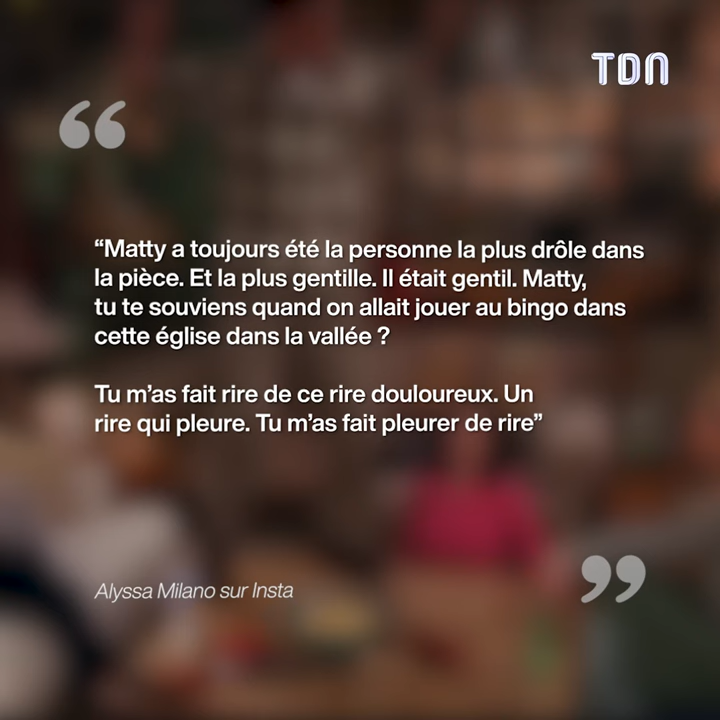 TDN
“Matty a toujours été la personne la plus drôle dans
la pièce. Et la plus gentille. Il était gentil. Matty,
tu te souviens quand on allait jouer au bingo dans
cette église dans la vallée ?
Tu m’as fait rire de ce rire douloureux. Un
rire qui pleure. Tu m’as fait pleurer de rire”
Alyssa Milano sur Insta